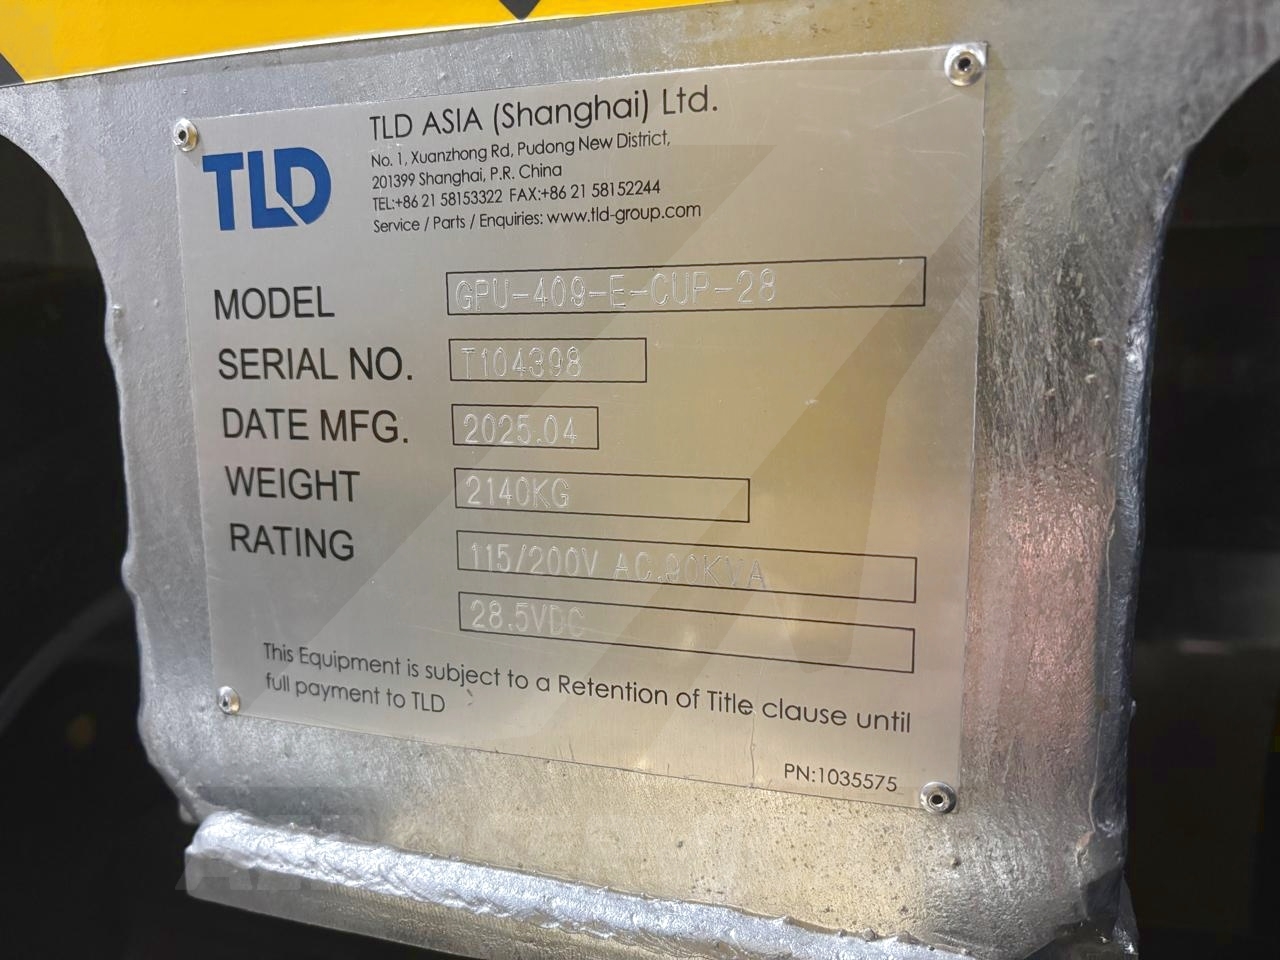 TLD
TLD ASIA (Shanghai) Ltd.
No. 1, Xuanzhong Rd, Pudong New District,
201399 Shanghai, P.R. China
TEL:+86 21 58153322 FAX:+86 21 58152244
Service / Parts / Enquiries: www.tld-group.com
MODEL GPU-409-E-CUP-28
SERIAL NO. T104398
DATE MFG. 2025.04
WEIGHT 2140KG
RATING 115/200V AC.90KVA
28.5VDC
This Equipment is subject to a Retention of Title clause until
full payment to TLD
PN:1035575